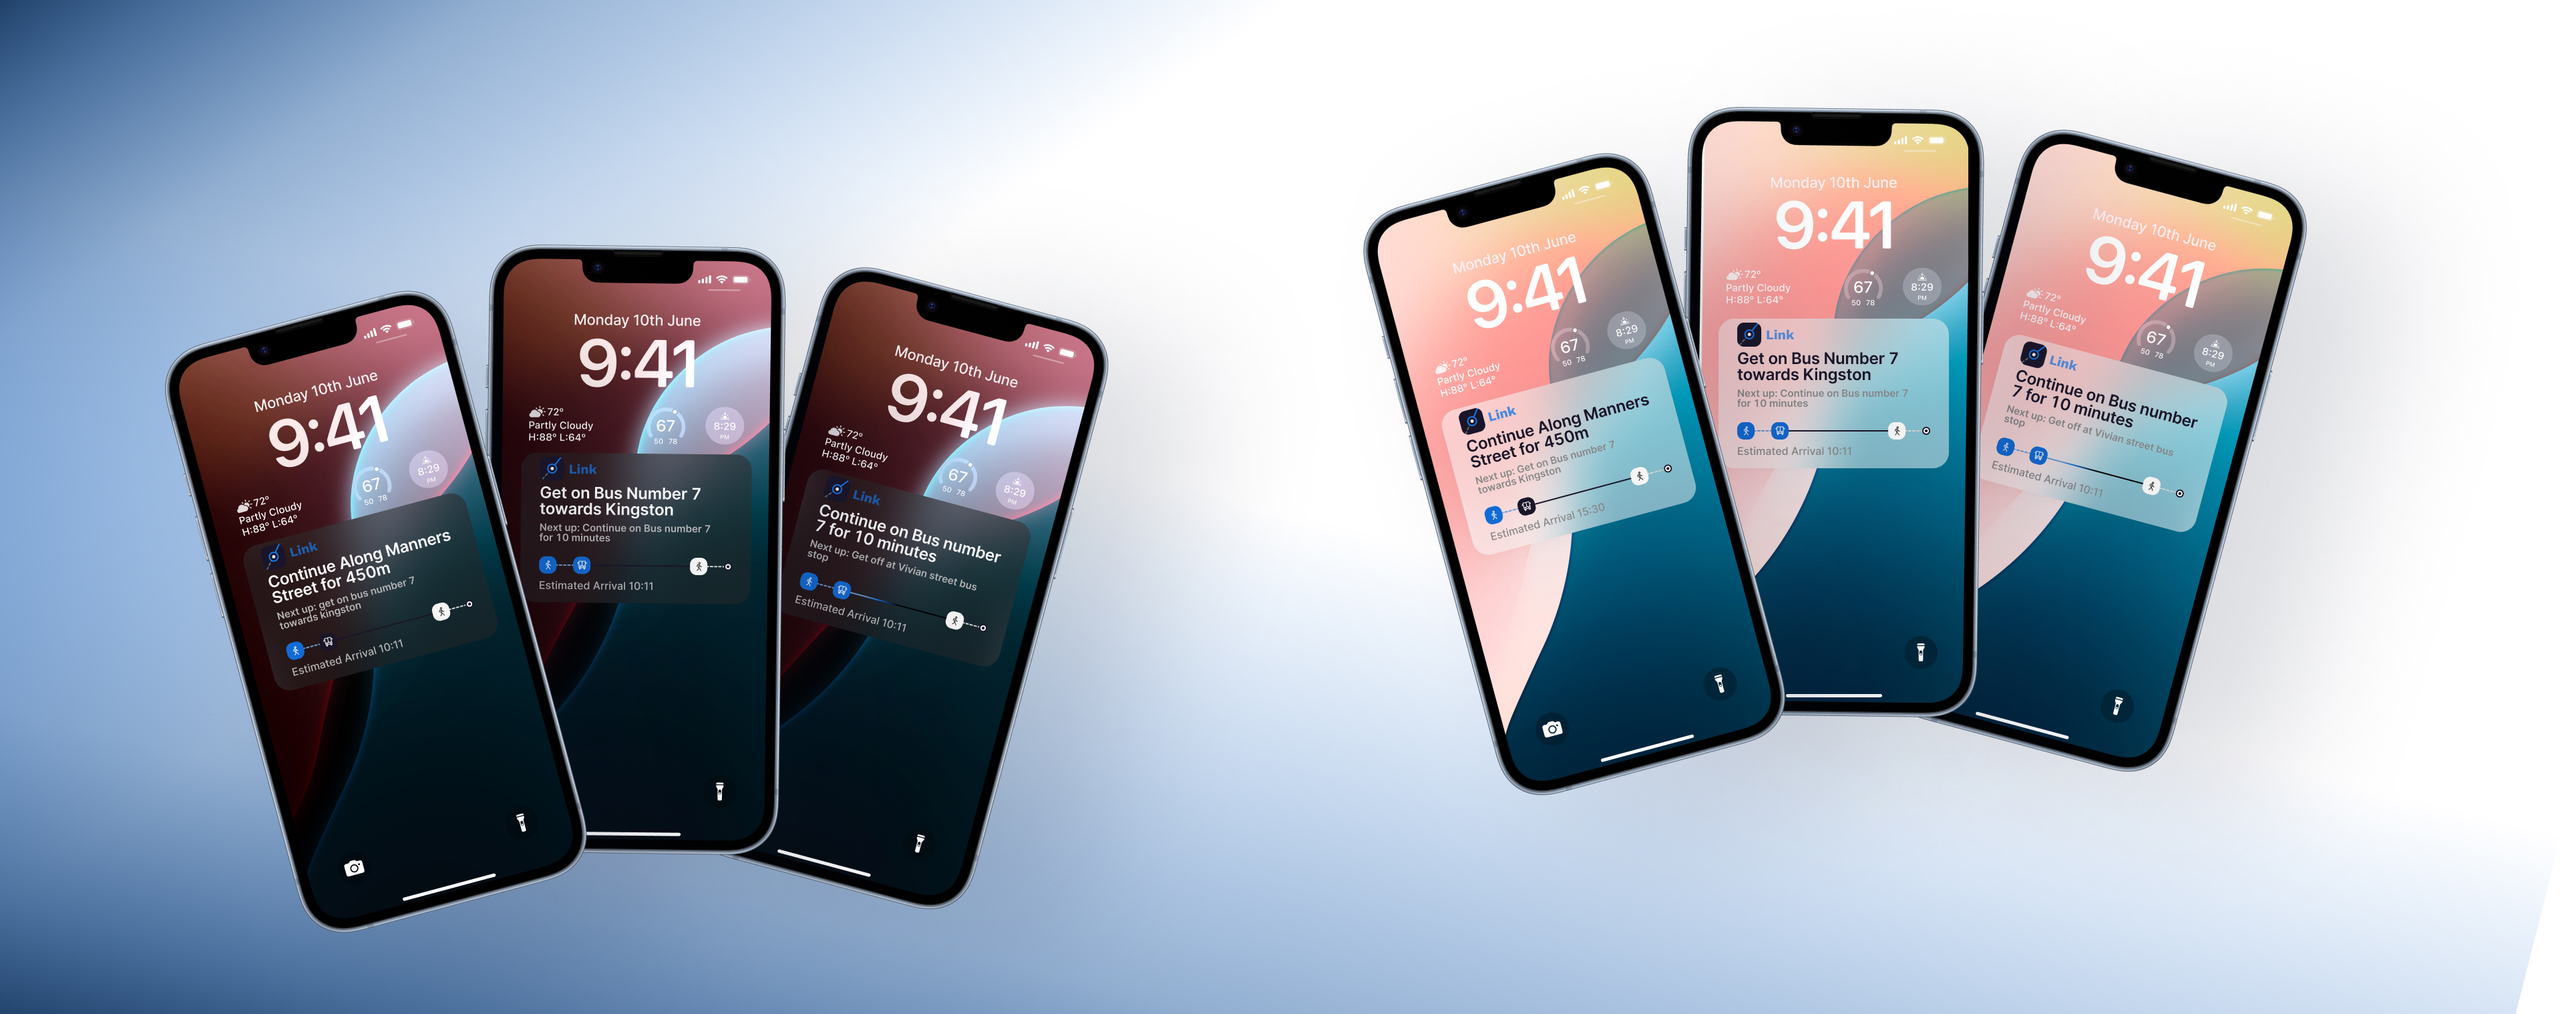 Monday 10th June
9:41
72°
Partly Cloudy
H:88° L:64°
67
50 78
8:29
PM
Link
Continue Along Manners
Street for 450m
Next up: get on bus number 7
towards kingston
Estimated Arrival 10:11
Monday 10th June
9:41
72°
Partly Cloudy
H:88° L:64°
67
50 78
8:29
PM
Link
Get on Bus Number 7
towards Kingston
Next up: Continue on Bus number 7
for 10 minutes
Estimated Arrival 10:11
Monday 10th June
9:41
72°
Partly Cloudy
H:88° L:64°
67
50 78
8:29
PM
Link
Continue on Bus number
7 for 10 minutes
Next up: Get off at Vivian street bus
stop
Estimated Arrival 10:11
Monday 10th June
9:41
72°
Partly Cloudy
H:88° L:64°
67
50 78
8:29
PM
Link
Continue Along Manners
Street for 450m
Next up: Get on Bus number 7
towards Kingston
Estimated Arrival 15:30
Monday 10th June
9:41
72°
Partly Cloudy
H:88° L:64°
67
50 78
8:29
PM
Link
Get on Bus Number 7
towards Kingston
Next up: Continue on Bus number 7
for 10 minutes
Estimated Arrival 10:11
Monday 10th June
9:41
72°
Partly Cloudy
H:88° L:64°
67
50 78
8:29
PM
Link
Continue on Bus number
7 for 10 minutes
Next up: Get off at Vivian street bus
stop
Estimated Arrival 10:11